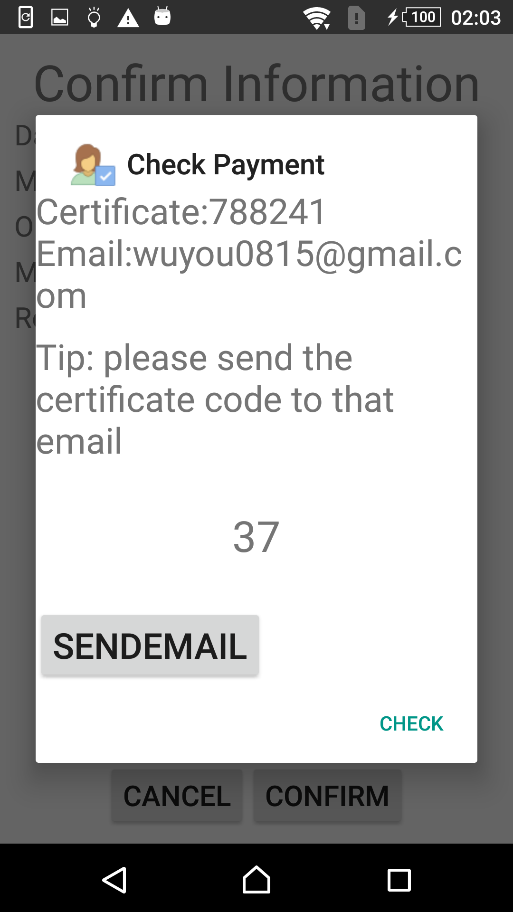 100 02:03
Confirm Information
Check Payment
Certificate:788241
Email:wuyou0815@gmail.c
om
Tip: please send the
certificate code to that
email
37
SENDEMAIL
CHECK
CANCEL CONFIRM